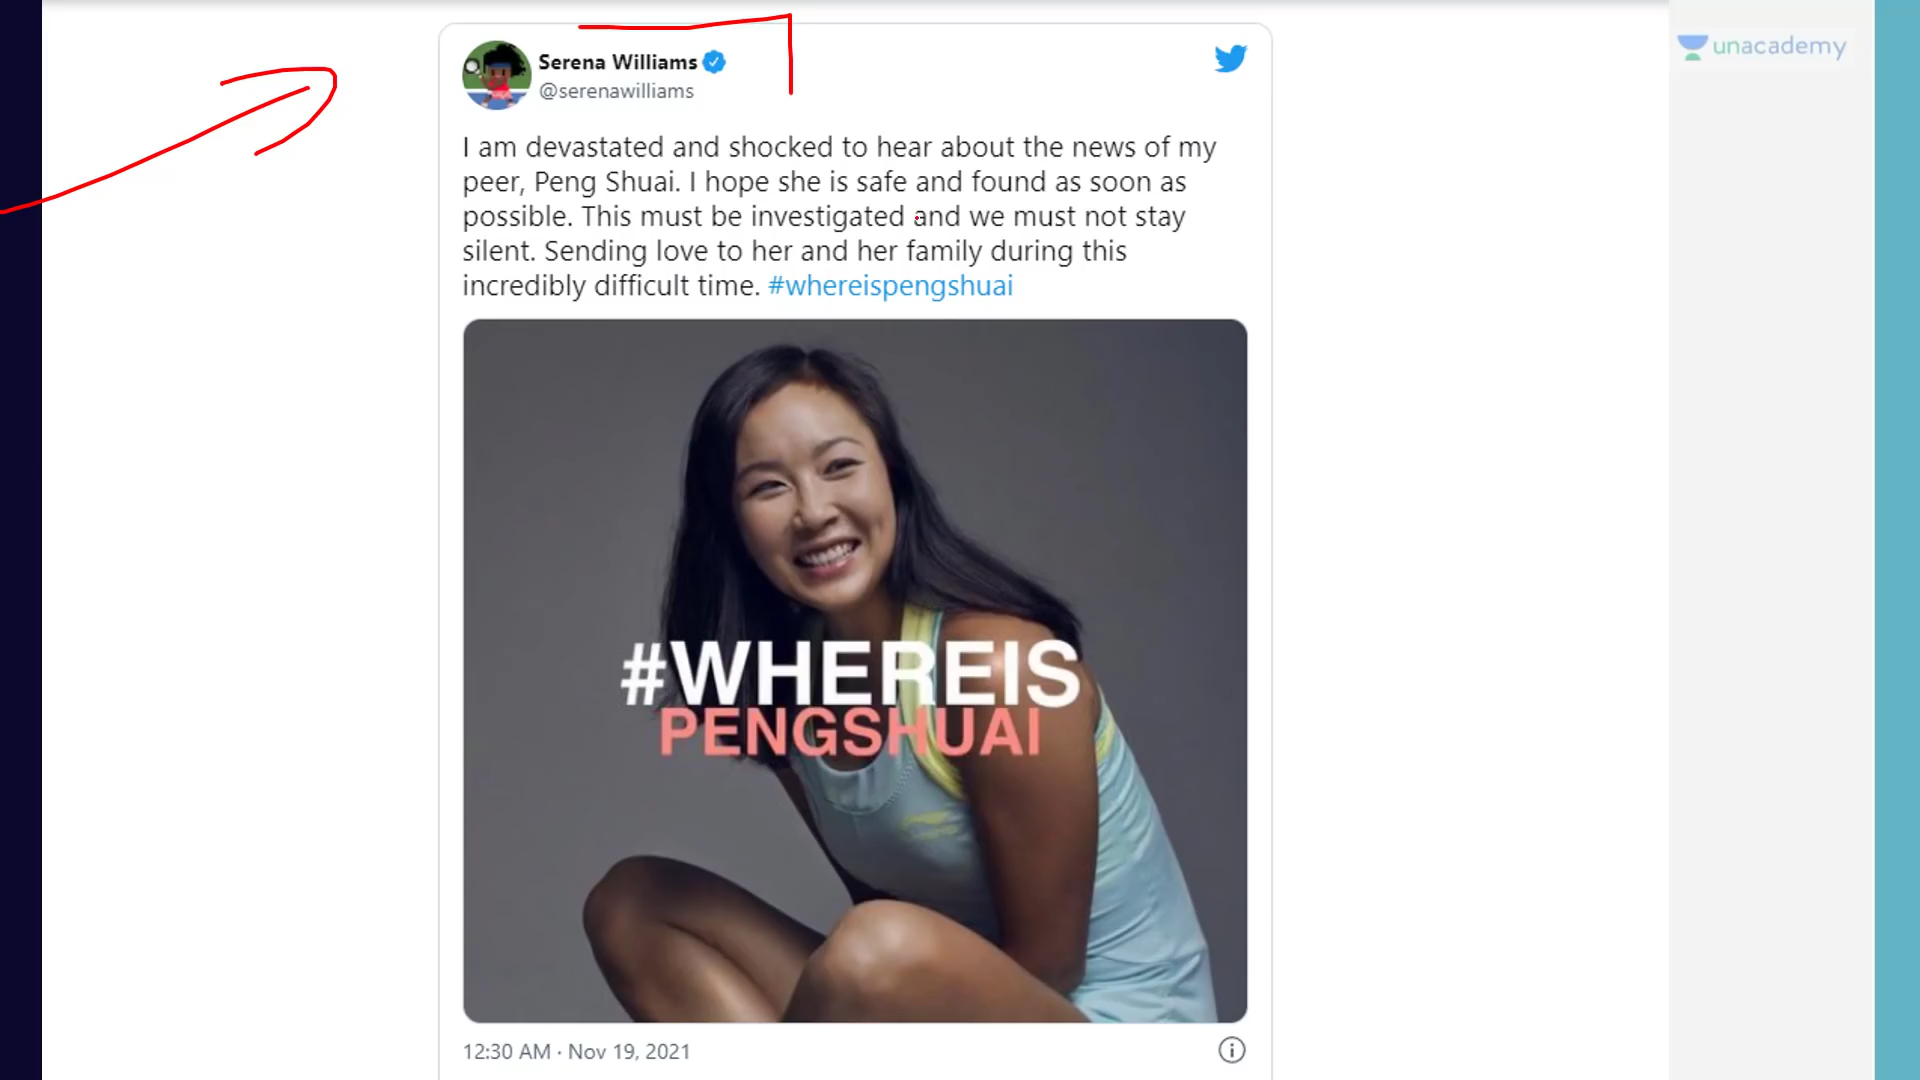 Serena Williams
@serenawilliams
unacademy
I am devastated and shocked to hear about the news of my
peer, Peng Shuai. I hope she is safe and found as soon as
possible. This must be investigated and we must not stay
silent. Sending love to her and her family during this
incredibly difficult time. #whereispengshuai
#WHEREIS
PENGSHUAI
12:30 AM · Nov 19, 2021